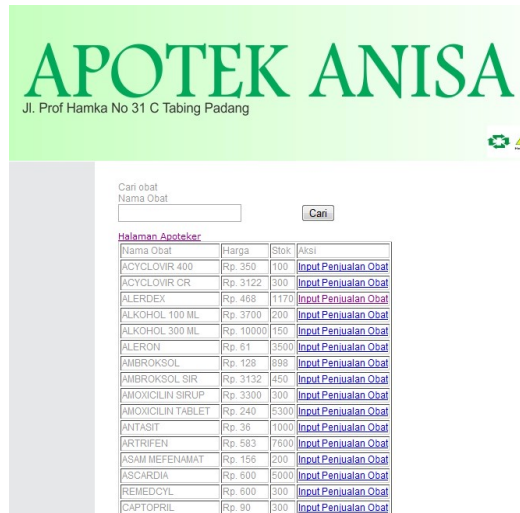 APOTEK ANISA
Jl. Prof Hamka No 31 C Tabing Padang
Cari obat
Nama Obat
Cari
Halaman Apoteker
Nama Obat Harga Stok Aksi
ACYCLOVIR 400 Rp. 350 100 Input Penjualan Obat
ACYCLOVIR CR Rp. 3122 300 Input Penjualan Obat
ALERDEX Rp. 468 1170 Input Penjualan Obat
ALKOHOL 100 ML Rp. 3700 200 Input Penjualan Obat
ALKOHOL 300 ML Rp. 10000 150 Input Penjualan Obat
ALERON Rp. 61 3500 Input Penjualan Obat
AMBROKSOL Rp. 128 898 Input Penjualan Obat
AMBROKSOL SIR Rp. 3132 450 Input Penjualan Obat
AMOXICILIN SIRUP Rp. 3300 300 Input Penjualan Obat
AMOXICILIN TABLET Rp. 240 5300 Input Penjualan Obat
ANTASIT Rp. 36 1000 Input Penjualan Obat
ARTRIFEN Rp. 583 7600 Input Penjualan Obat
ASAM MEFENAMAT Rp. 156 200 Input Penjualan Obat
ASCARDIA Rp. 600 5000 Input Penjualan Obat
REMEDCYL Rp. 600 300 Input Penjualan Obat
CAPTOPRIL Rp. 90 300 Input Penjualan Obat